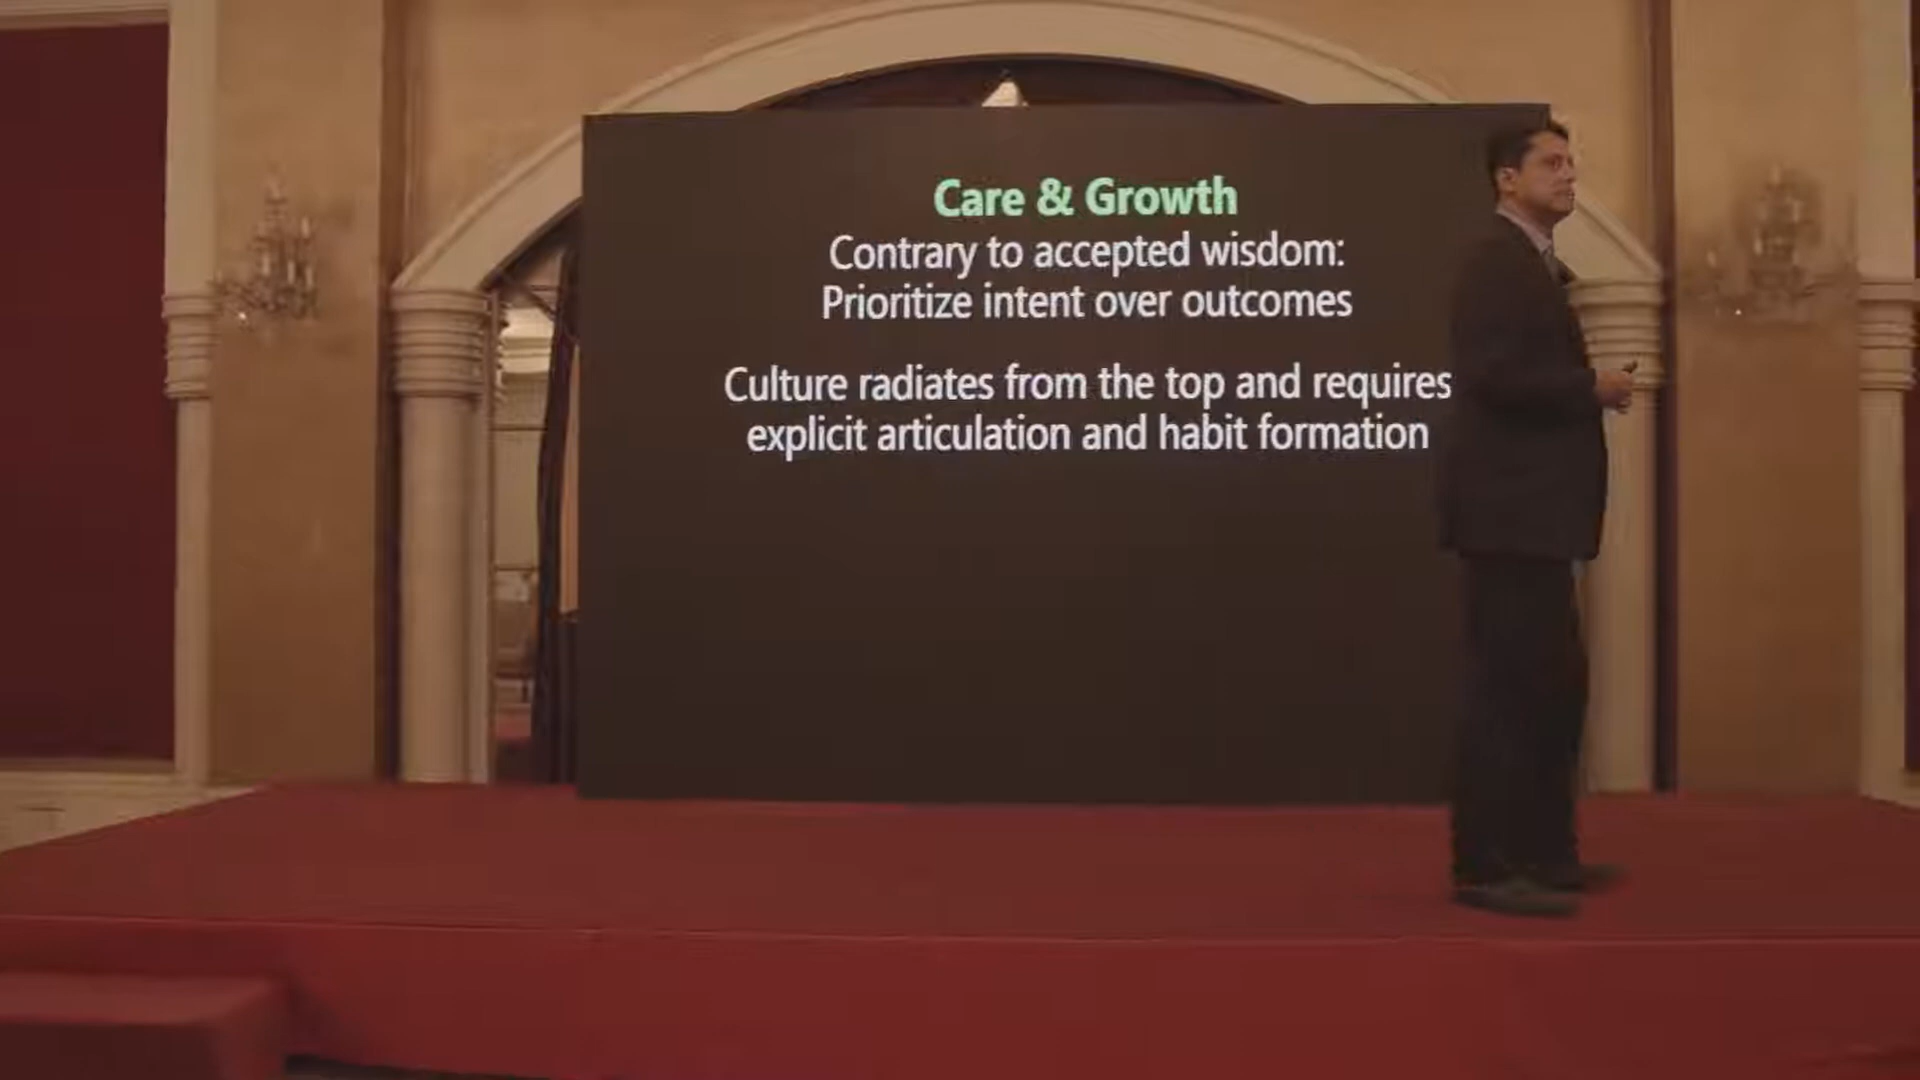 Care & Growth
Contrary to accepted wisdom:
Prioritize intent over outcomes
Culture radiates from the top and requires
explicit articulation and habit formation